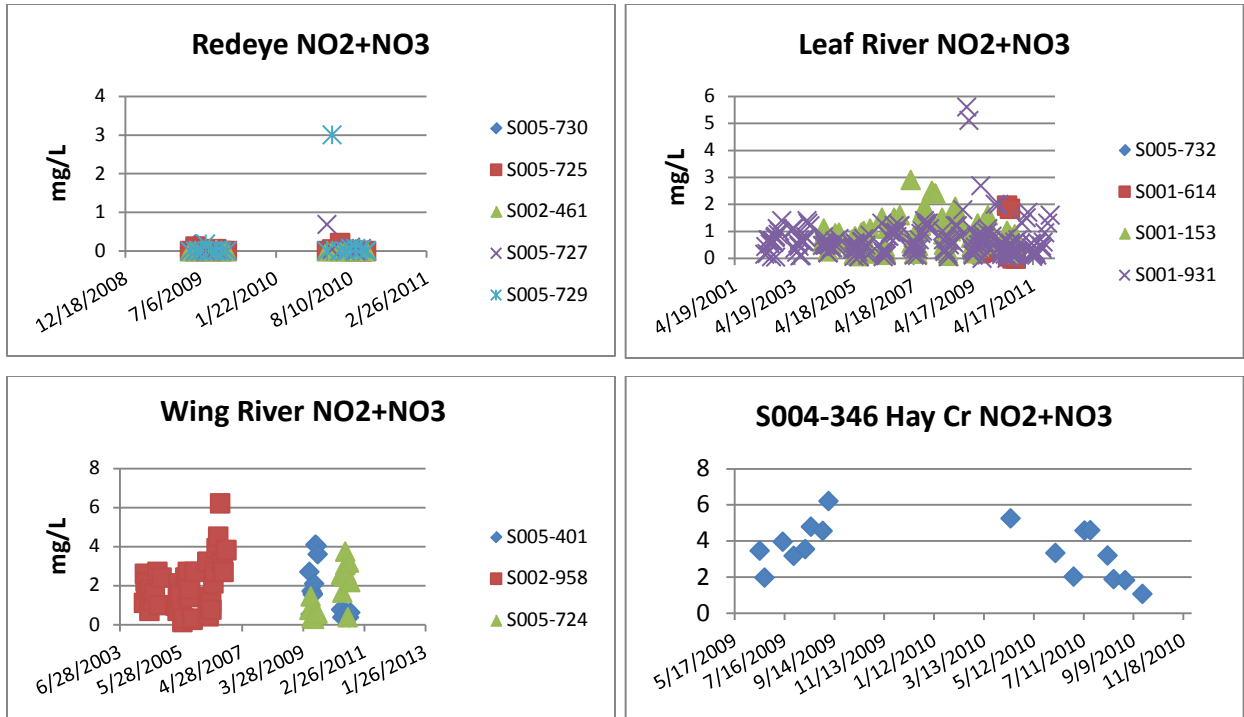 Redeye NO2+NO3
mg/L
4
3
2
1
0
12/18/2008
7/6/2009
1/22/2010
8/10/2010
2/26/2011
S005-730
S005-725
S002-461
S005-727
S005-729
Leaf River NO2+NO3
mg/L
6
5
4
3
2
1
0
4/19/2001
4/19/2003
4/18/2005
4/18/2007
4/17/2009
4/17/2011
S005-732
S001-614
S001-153
S001-931
Wing River NO2+NO3
mg/L
8
6
4
2
0
6/28/2003
5/28/2005
4/28/2007
3/28/2009
2/26/2011
1/26/2013
S005-401
S002-958
S005-724
S004-346 Hay Cr NO2+NO3
8
6
4
2
0
5/17/2009
7/16/2009
9/14/2009
11/13/2009
1/12/2010
3/13/2010
5/12/2010
7/11/2010
9/9/2010
11/8/2010